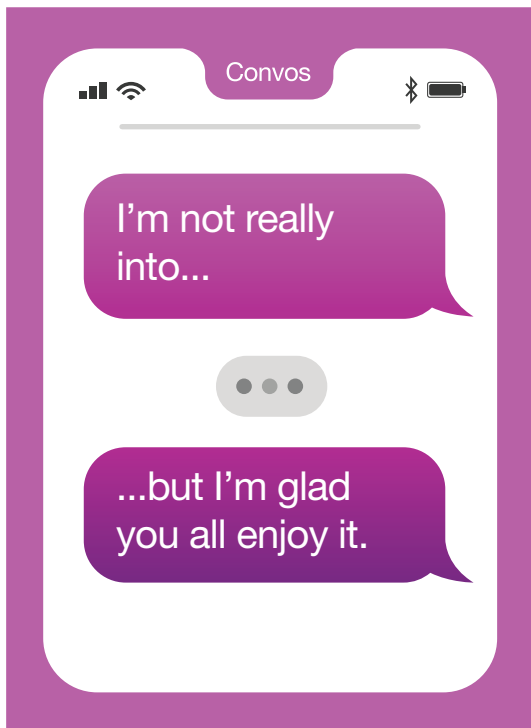 Convos
I’m not really
into...
...but I’m glad
you all enjoy it.